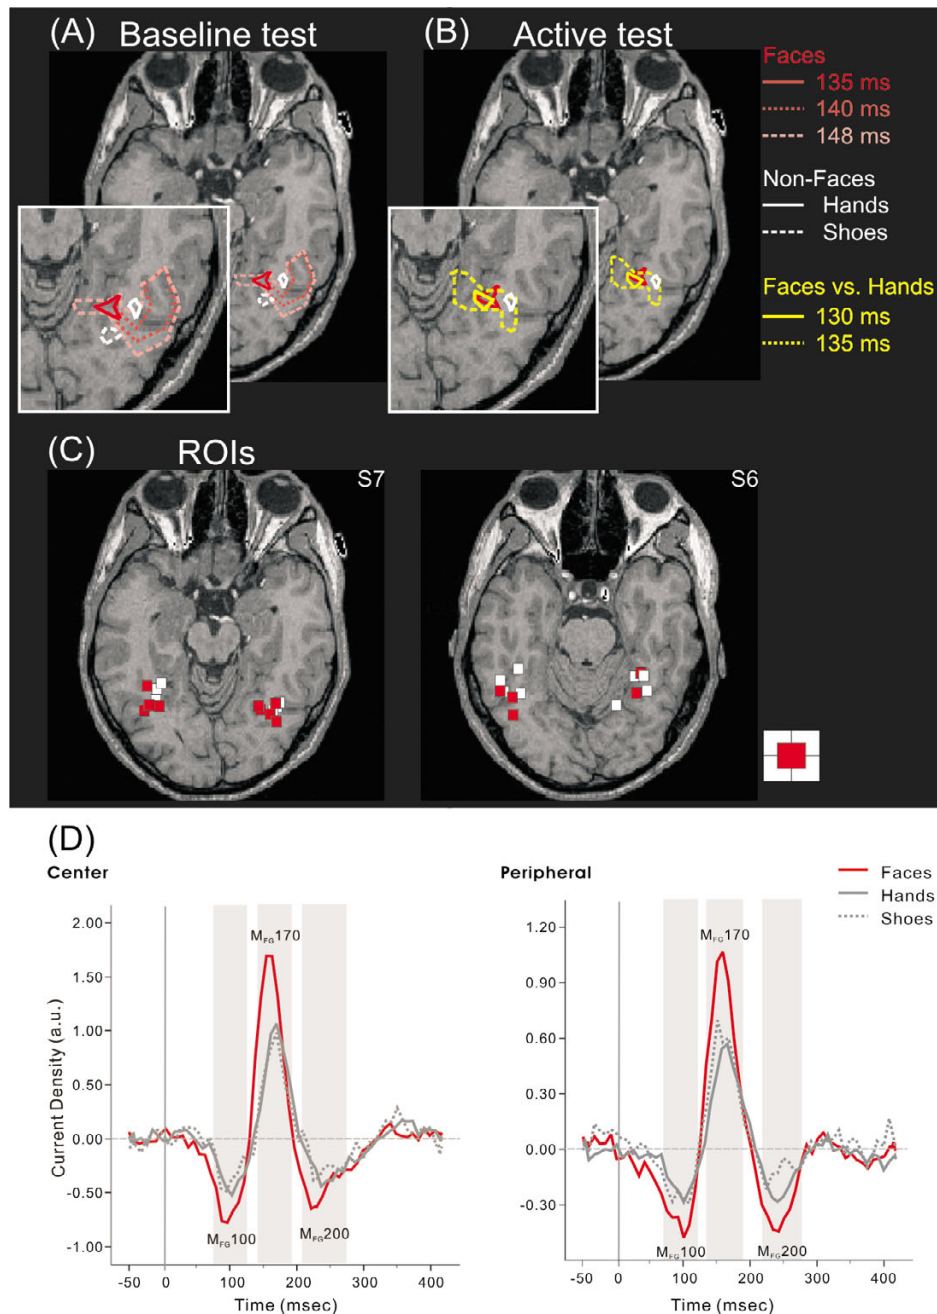 (A) Baseline test
(B) Active test
Faces
135 ms
140 ms
148 ms
Non-Faces
Hands
Shoes
Faces vs. Hands
130 ms
135 ms
(C) ROIs
S7
S6
(D)
Center
Current Density (a.u.)
2.00
1.50
1.00
0.50
0.00
-0.50
-1.00
MFG170
MFG100
MFG200
-50 0 100 200 300 400
Time (msec)
Peripheral
1.20
0.90
0.60
0.30
0.00
-0.30
MFG170
MFG100
MFG200
-50 0 100 200 300 400
Time (msec)
Faces
Hands
Shoes